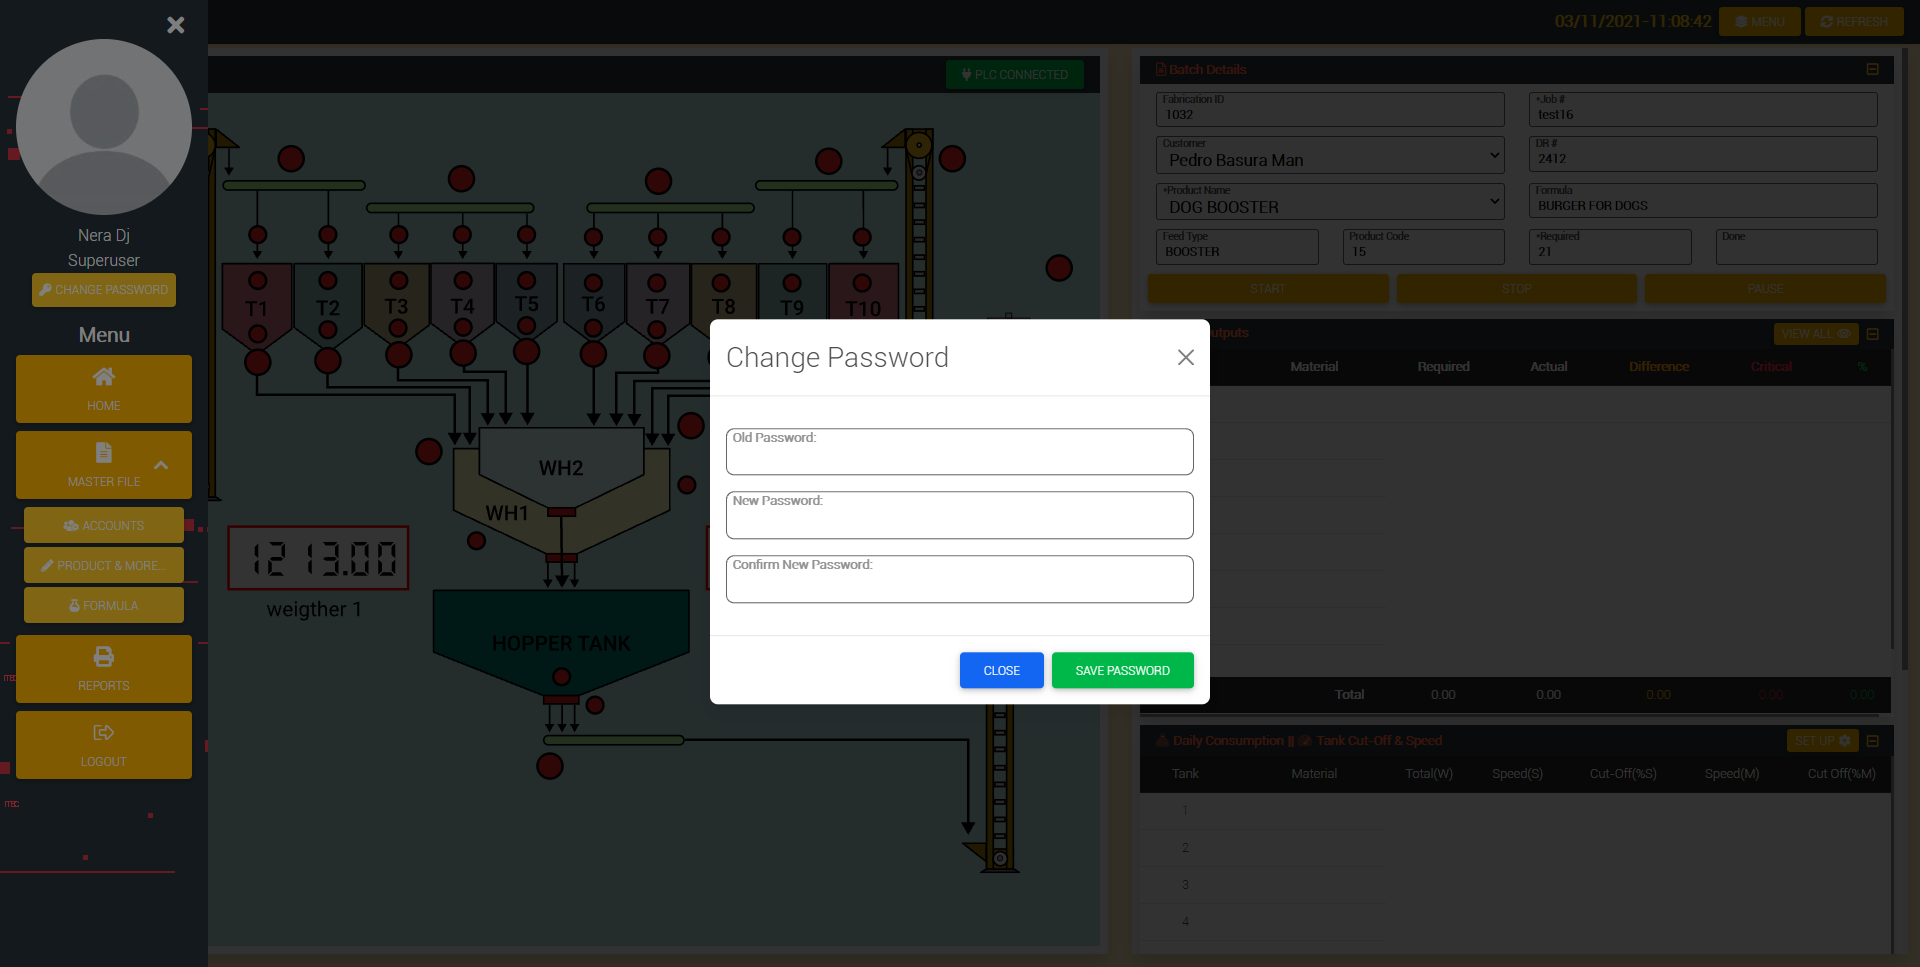 03/11/2021-11:08:42
MENU
REFRESH
Nera Dj
Superuser
CHANGE PASSWORD
Menu
HOME
MASTER FILE
ACCOUNTS
PRODUCT & MORE...
FORMULA
REPORTS
LOGOUT
PLC CONNECTED
T1 T2 T3 T4 T5 T6 T7 T8 T9 T10
WH2
WH1
1213.00
weigther 1
HOPPER TANK
Change Password
Old Password:
New Password:
Confirm New Password:
CLOSE
SAVE PASSWORD
Batch Details
Fabrication ID
1032
*Job #
test16
Customer
Pedro Basura Man
DR #
2412
*Product Name
DOG BOOSTER
Formula
BURGER FOR DOGS
Feed Type
BOOSTER
Product Code
15
*Required
21
Done
START
STOP
PAUSE
utputs
VIEW ALL
Material Required Actual Difference Critical %
Total 0.00 0.00 0.00 0.00 0.00
Daily Consumption || Tank Cut-Off & Speed
SET UP
Tank Material Total(W) Speed(S) Cut-Off(%S) Speed(M) Cut Off(%M)
1
2
3
4